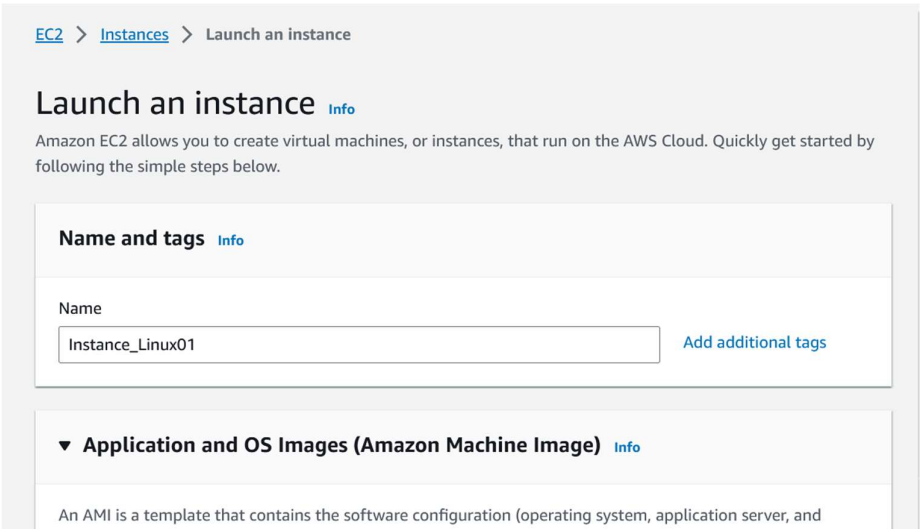 EC2 > Instances > Launch an instance
Launch an instance Info
Amazon EC2 allows you to create virtual machines, or instances, that run on the AWS Cloud. Quickly get started by
following the simple steps below.
Name and tags Info
Name
Instance_Linux01 Add additional tags
▼ Application and OS Images (Amazon Machine Image) Info
An AMI is a template that contains the software configuration (operating system, application server, and